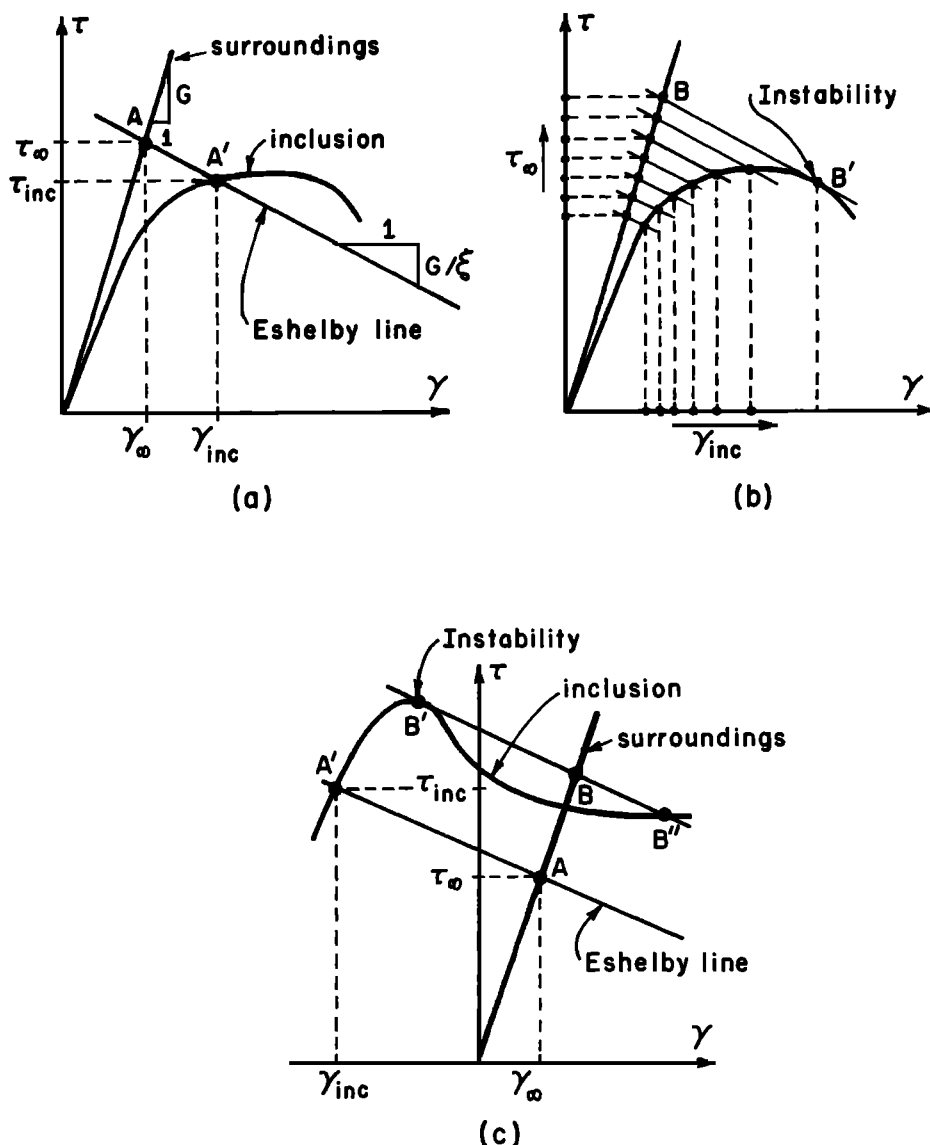 τ
surroundings
G
1
A
τ∞
A'
inclusion
τinc
1
G/ξ
Eshelby line
γ
γ∞
γinc
(a)
τ
B
Instability
τ∞
B'
γ
γinc
(b)
Instability
τ
inclusion
B'
surroundings
A'
τinc
B
B"
τ∞
A
Eshelby line
γ
γinc
γ∞
(c)